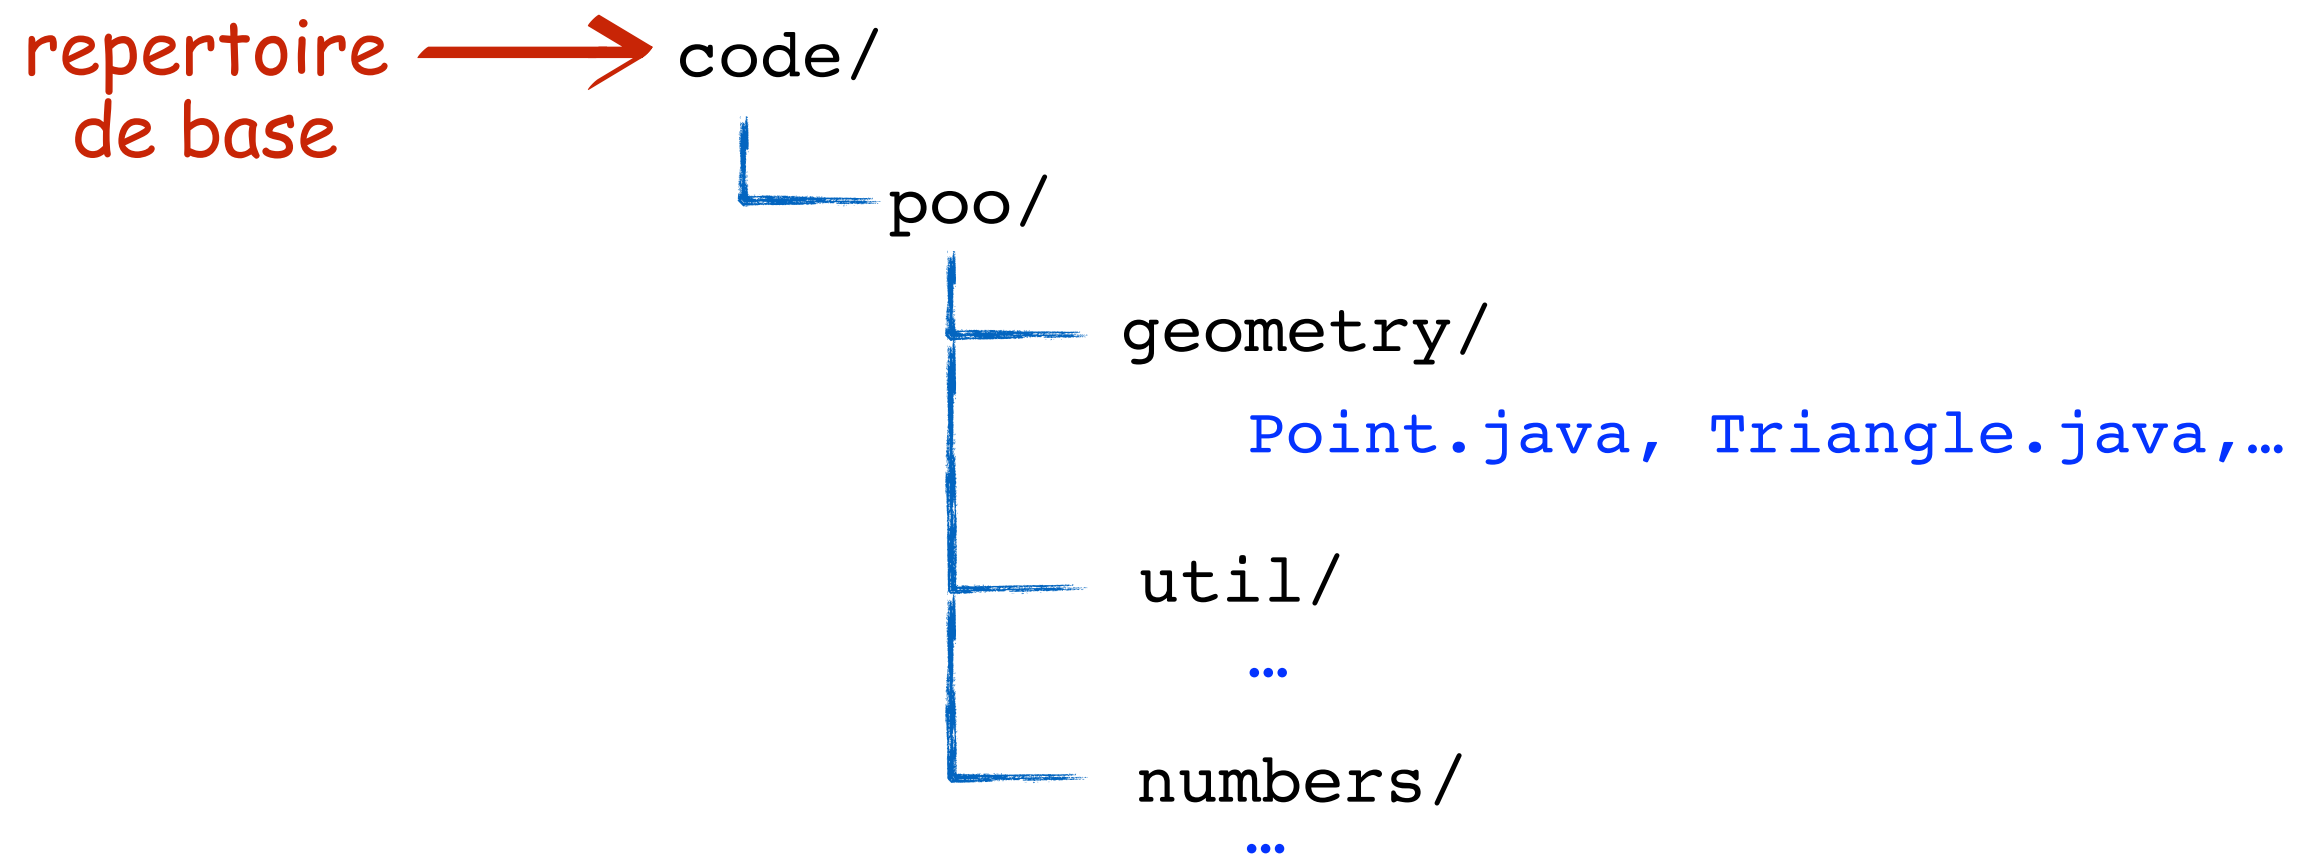 repertoire
de base
code/
poo/
geometry/
Point.java, Triangle.java,…
util/
…
numbers/
…